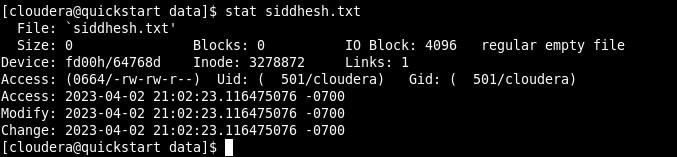 [cloudera@quickstart data]$ stat siddhesh.txt
  File: `siddhesh.txt'
  Size: 0               Blocks: 0          IO Block: 4096   regular empty file
Device: fd00h/64768d    Inode: 3278872     Links: 1
Access: (0664/-rw-rw-r--)  Uid: (  501/cloudera)   Gid: (  501/cloudera)
Access: 2023-04-02 21:02:23.116475076 -0700
Modify: 2023-04-02 21:02:23.116475076 -0700
Change: 2023-04-02 21:02:23.116475076 -0700
[cloudera@quickstart data]$